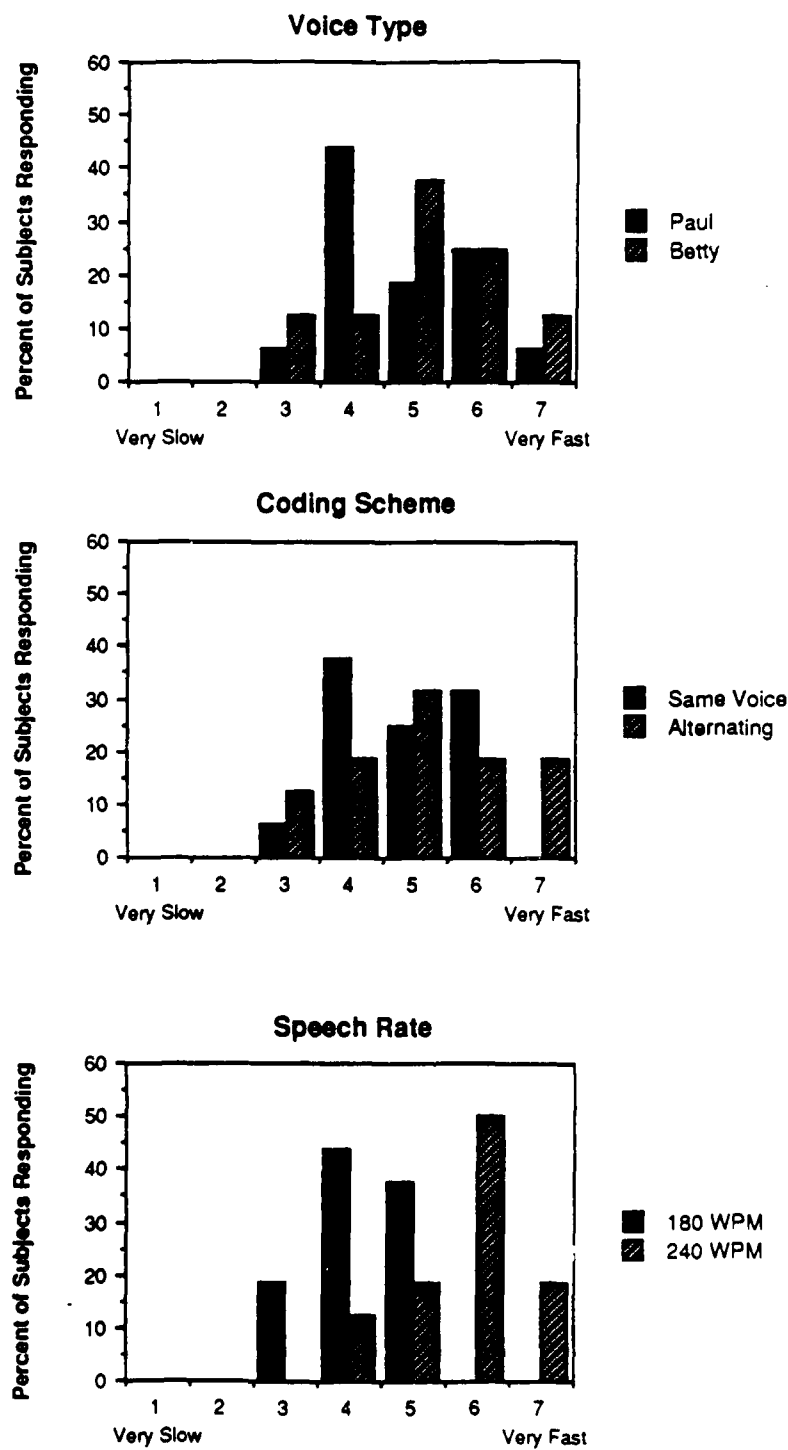 Voice Type
Percent of Subjects Responding
60
50
40
30
20
10
0
1 2 3 4 5 6 7
Very Slow Very Fast
Paul
Betty
Coding Scheme
Percent of Subjects Responding
60
50
40
30
20
10
0
1 2 3 4 5 6 7
Very Slow Very Fast
Same Voice
Alternating
Speech Rate
Percent of Subjects Responding
60
50
40
30
20
10
0
1 2 3 4 5 6 7
Very Slow Very Fast
180 WPM
240 WPM